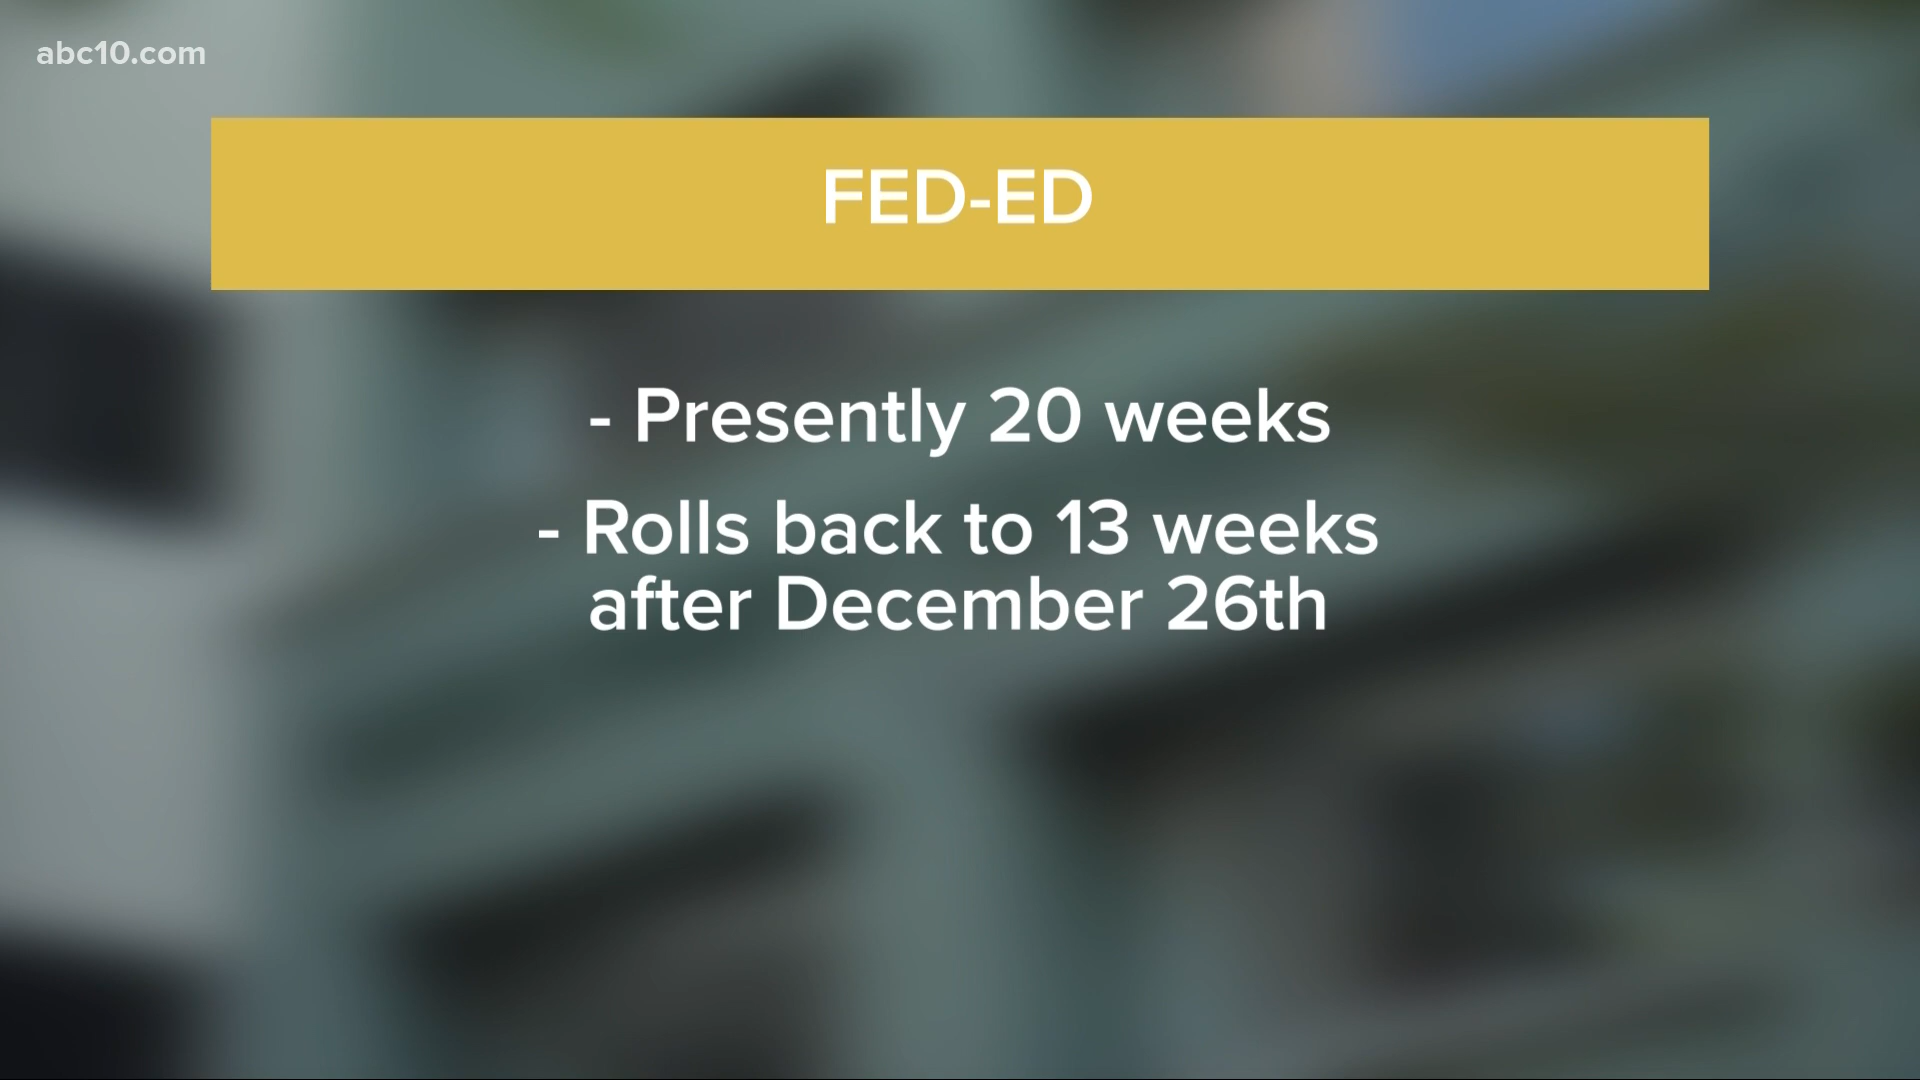 abc10.com
FED-ED
- Presently 20 weeks
- Rolls back to 13 weeks
after December 26th